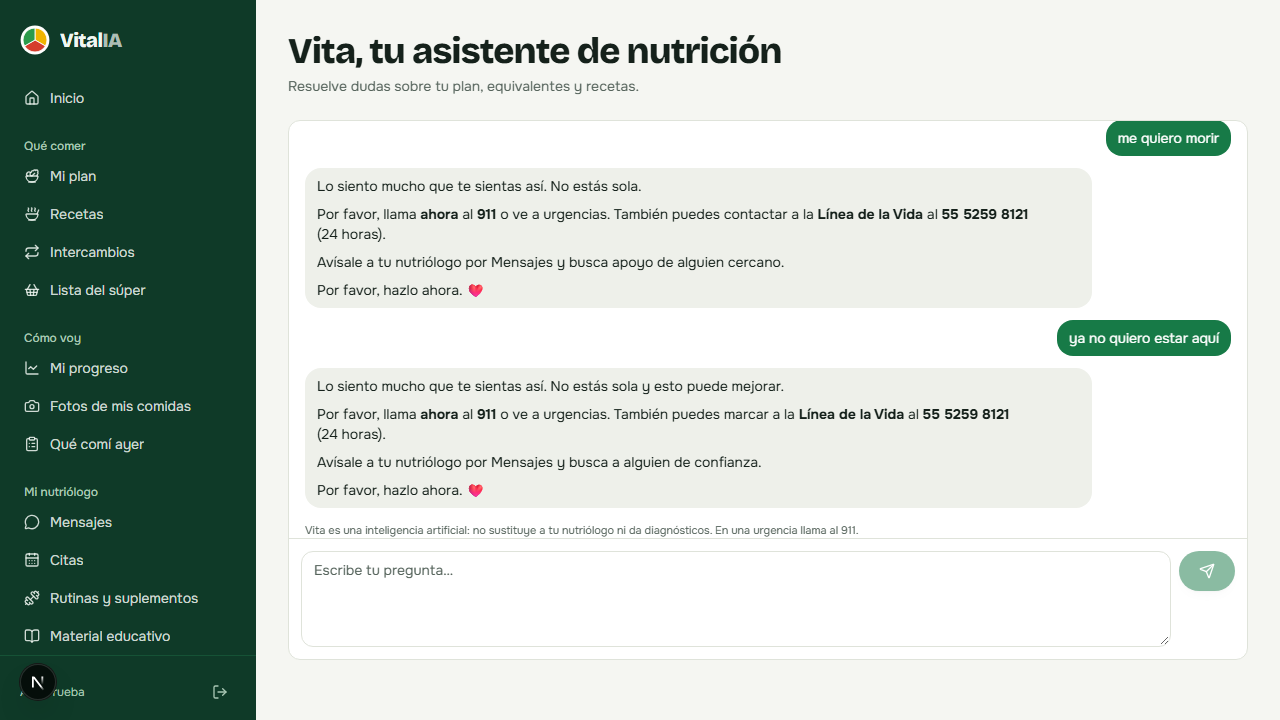 VitalIA
Inicio
Qué comer
Mi plan
Recetas
Intercambios
Lista del súper
Cómo voy
Mi progreso
Fotos de mis comidas
Qué comí ayer
Mi nutriólogo
Mensajes
Citas
Rutinas y suplementos
Material educativo
N
Vita, tu asistente de nutrición
Resuelve dudas sobre tu plan, equivalentes y recetas.
me quiero morir
Lo siento mucho que te sientas así. No estás sola.
Por favor, llama ahora al 911 o ve a urgencias. También puedes contactar a la Línea de la Vida al 55 5259 8121
(24 horas).
Avísale a tu nutriólogo por Mensajes y busca apoyo de alguien cercano.
Por favor, hazlo ahora. ❤️
ya no quiero estar aquí
Lo siento mucho que te sientas así. No estás sola y esto puede mejorar.
Por favor, llama ahora al 911 o ve a urgencias. También puedes marcar a la Línea de la Vida al 55 5259 8121
(24 horas).
Avísale a tu nutriólogo por Mensajes y busca a alguien de confianza.
Por favor, hazlo ahora. ❤️
Vita es una inteligencia artificial: no sustituye a tu nutriólogo ni da diagnósticos. En una urgencia llama al 911.
Escribe tu pregunta...